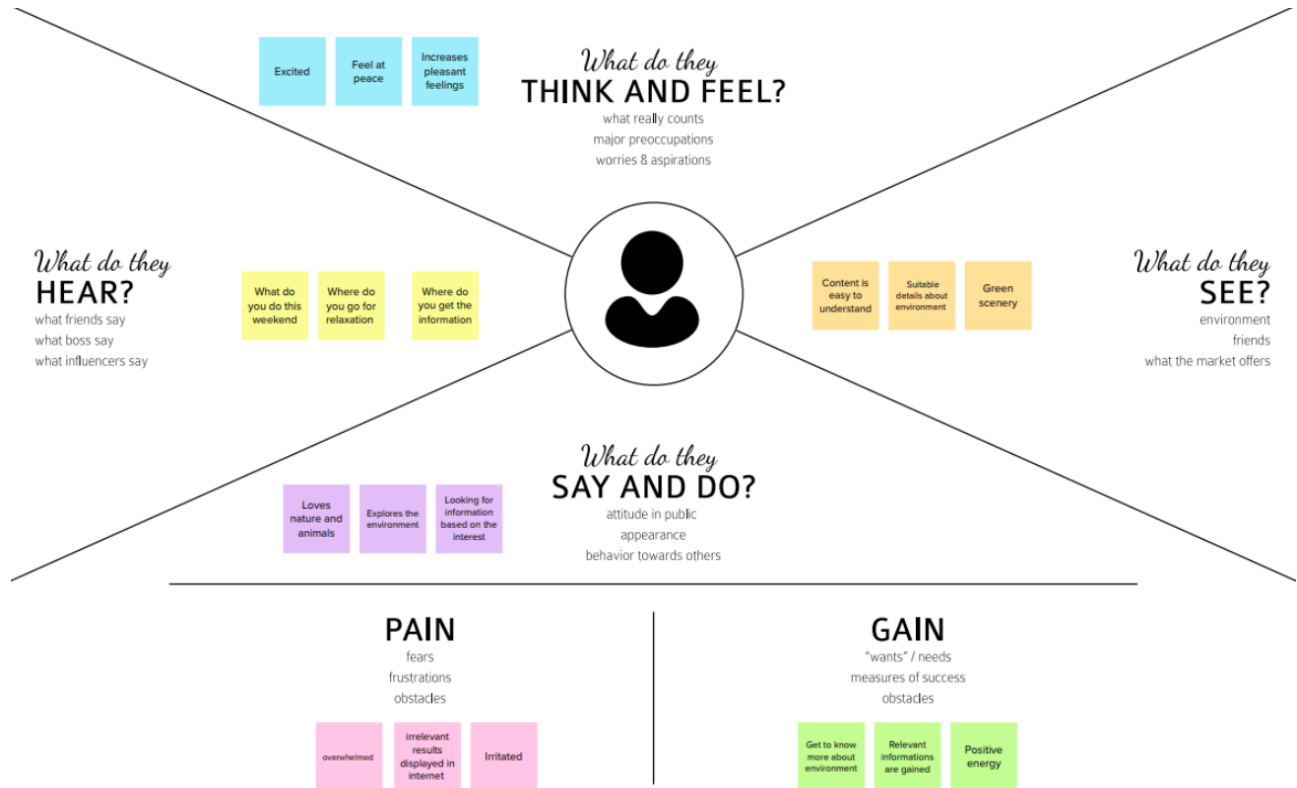 Excited
Feel at
peace
Increases
pleasant
feelings
What do they
THINK AND FEEL?
what really counts
major preoccupations
worries & aspirations
What do they
HEAR?
what friends say
what boss say
what influencers say
What do
you do this
weekend
Where do
you go for
relaxation
Where do
you get the
information
Content is
easy to
understand
Suitable
details about
environment
Green
scenery
What do they
SEE?
environment
friends
what the market offers
What do they
SAY AND DO?
attitude in public
appearance
behavior towards others
Loves
nature and
animals
Explores the
environment
Looking for
information
based on the
interest
PAIN
fears
frustrations
obstacles
overwhelmed
irrelevant
results
displayed in
internet
Irritated
GAIN
"wants" / needs
measures of success
obstacles
Get to know
more about
environment
Relevant
informations
are gained
Positive
energy